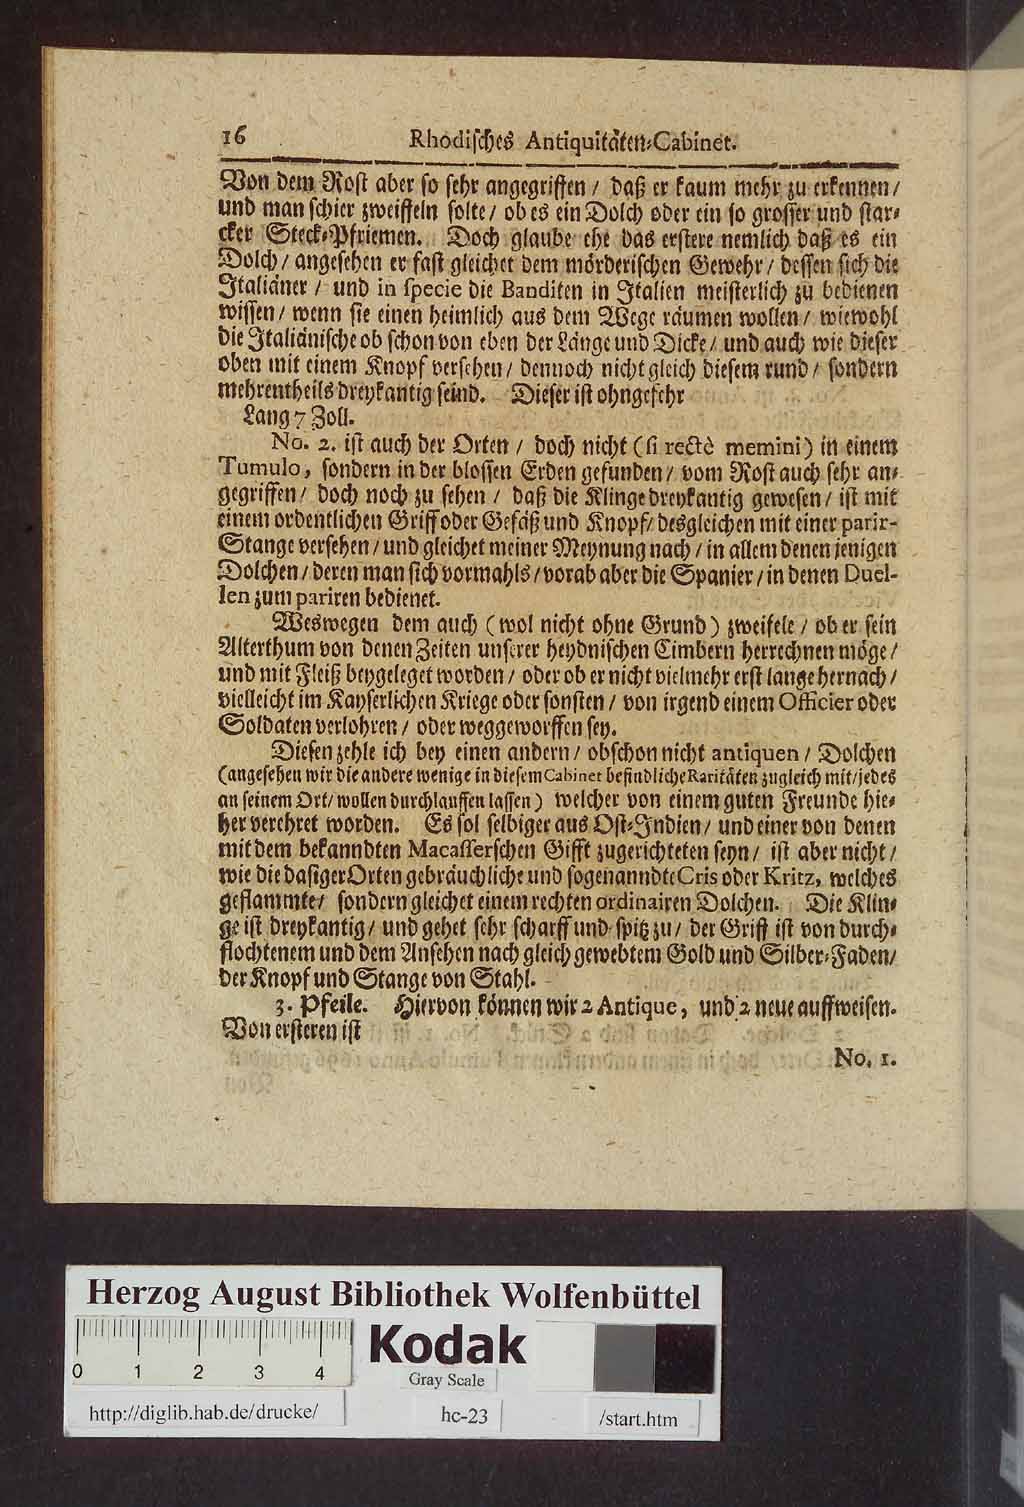 16 Rhodisches Antiquitäten-Cabinet.
Von dem Rost aber so sehr angegriffen / daß er kaum mehr zu erkennen /
und man schier zweiffeln solte / ob es ein Dolch oder ein so grosser und star-
cker Steck-Pfriemen. Doch glaube ehe das erstere nemlich daß es ein
Dolch / angesehen er fast gleichet dem mörderischen Gewehr / dessen sich die
Italiäner / und in specie die Banditen in Italien meisterlich zu bedienen
wissen / wenn sie einen heimlich aus dem Wege räumen wollen / wiewohl
die Italiänische ob schon von eben der Länge und Dicke / und auch wie dieser
oben mit einem Knopf versehen / dennoch nicht gleich diesem rund / sondern
mehrentheils dreykantig seind. Dieser ist ohngefehr
Lang 7 Zoll.
No. 2. ist auch der Orten / doch nicht (si rectè memini) in einem
Tumulo, sondern in der blossen Erden gefunden / vom Rost auch sehr an-
gegriffen / doch noch zu sehen / daß die Klinge dreykantig gewesen / ist mit
einem ordentlichen Griff oder Gefäß und Knopf / desgleichen mit einer parir-
Stange versehen / und gleichet meiner Meynung nach / in allem denen jenigen
Dolchen / deren man sich vormahls / vorab aber die Spanier / in denen Duel-
len zum pariren bedienet.
Weswegen dem auch (wol nicht ohne Grund) zweifele / ob er sein
Alterthum von denen Zeiten unserer heydnischen Cimbern herrechnen möge /
und mit Fleiß beygeleget worden / oder ob er nicht vielmehr erst lange hernach /
vielleicht im Kayserlichen Kriege oder sonsten / von irgend einem Officier oder
Soldaten verlohren / oder weggeworffen sey.
Diesen zehle ich bey einen andern / obschon nicht antiquen / Dolchen
(angesehen wir die andere wenige in diesem Cabinet befindliche Raritäten zugleich mit / jedes
an seinem Ort / wollen durchlauffen lassen) welcher von einem guten Freunde hie-
her verehret worden. Es sol selbiger aus Ost-Indien / und einer von denen
mit dem bekanndten Macasserschen Gifft zugerichteten seyn / ist aber nicht /
wie die dasiger Orten gebräuchliche und sogenanndte Cris oder Kritz, welches
geflammte / sondern gleichet einem rechten ordinairen Dolchen. Die Klin-
ge ist dreykantig / und gehet sehr scharff und spitz zu / der Griff ist von durch-
flochtenem und dem Ansehen nach gleich gewebtem Gold und Silber-Faden /
der Knopf und Stange von Stahl.
3. Pfeile. Hiervon können wir 2 Antique, und 2 neue auffweisen.
Von ersteren ist
No. 1.
Herzog August Bibliothek Wolfenbüttel
0 1 2 3 4
Kodak
Gray Scale
http://diglib.hab.de/drucke/ hc-23 /start.htm